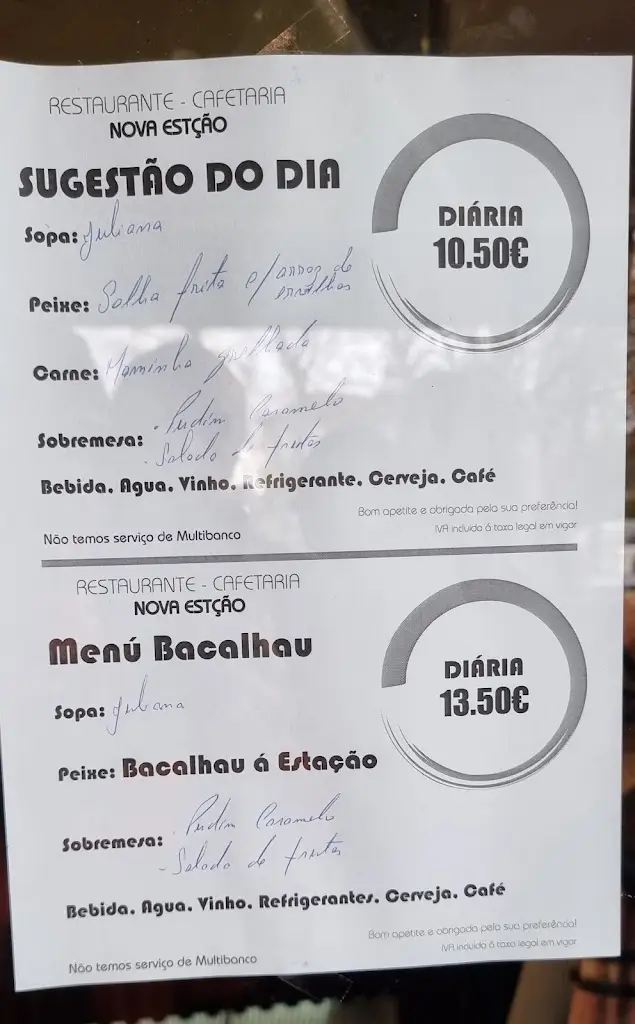 RESTAURANTE - CAFETARIA
NOVA ESTÇÃO
SUGESTÃO DO DIA
DIÁRIA
10.50€
Sopa: Juliana
Peixe: Solha frita c/arroz de
ervilhas
Carne: Maminha grelhada
Sobremesa: . Pudim Caramelo
- Salada de frutas
Bebida. Agua. Vinho. Refrigerante. Cerveja. Café
Bom apetite e obrigada pela sua preferência!
IVA incluido á taxa legal em vigor
Não temos serviço de Multibanco
RESTAURANTE - CAFETARIA
NOVA ESTÇÃO
Menú Bacalhau
DIÁRIA
13.50€
Sopa: Juliana
Peixe: Bacalhau á Estação
Sobremesa: . Pudim Caramelo
- Salada de frutas
Bebida. Agua. Vinho. Refrigerantes. Cerveja. Café
Bom apetite e obrigada pela sua preferência!
IVA incluido á taxa legal em vigor
Não temos serviço de Multibanco